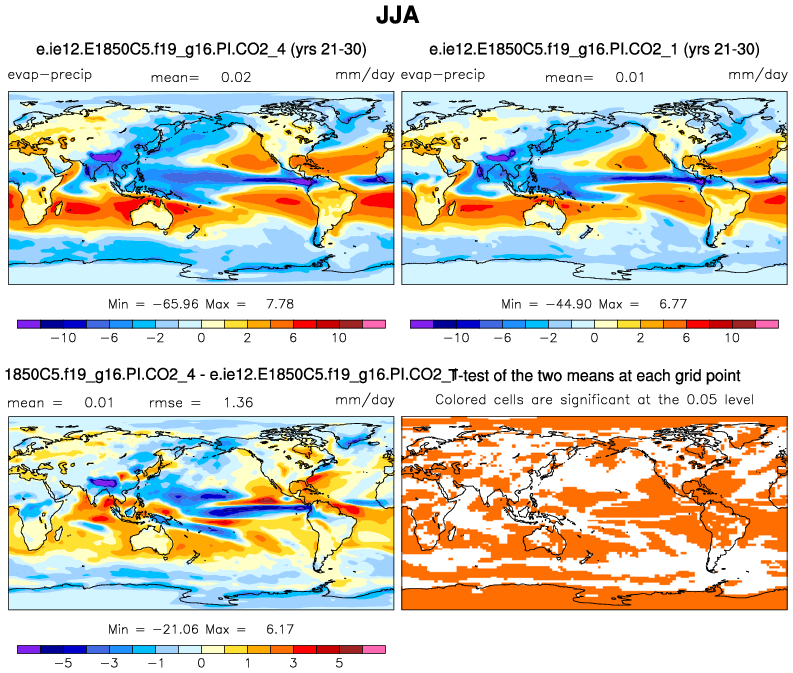 JJA
e.ie12.E1850C5.f19_g16.PI.CO2_4 (yrs 21-30)
evap-precip mean= 0.02 mm/day
Min = -65.96 Max = 7.78
-10 -6 -2 0 2 6 10
e.ie12.E1850C5.f19_g16.PI.CO2_1 (yrs 21-30)
evap-precip mean= 0.01 mm/day
Min = -44.90 Max = 6.77
-10 -6 -2 0 2 6 10
1850C5.f19_g16.PI.CO2_4 - e.ie12.E1850C5.f19_g16.PI.CO2_1
mean = 0.01 rmse = 1.36 mm/day
Min = -21.06 Max = 6.17
-5 -3 -1 0 1 3 5
T-test of the two means at each grid point
Colored cells are significant at the 0.05 level